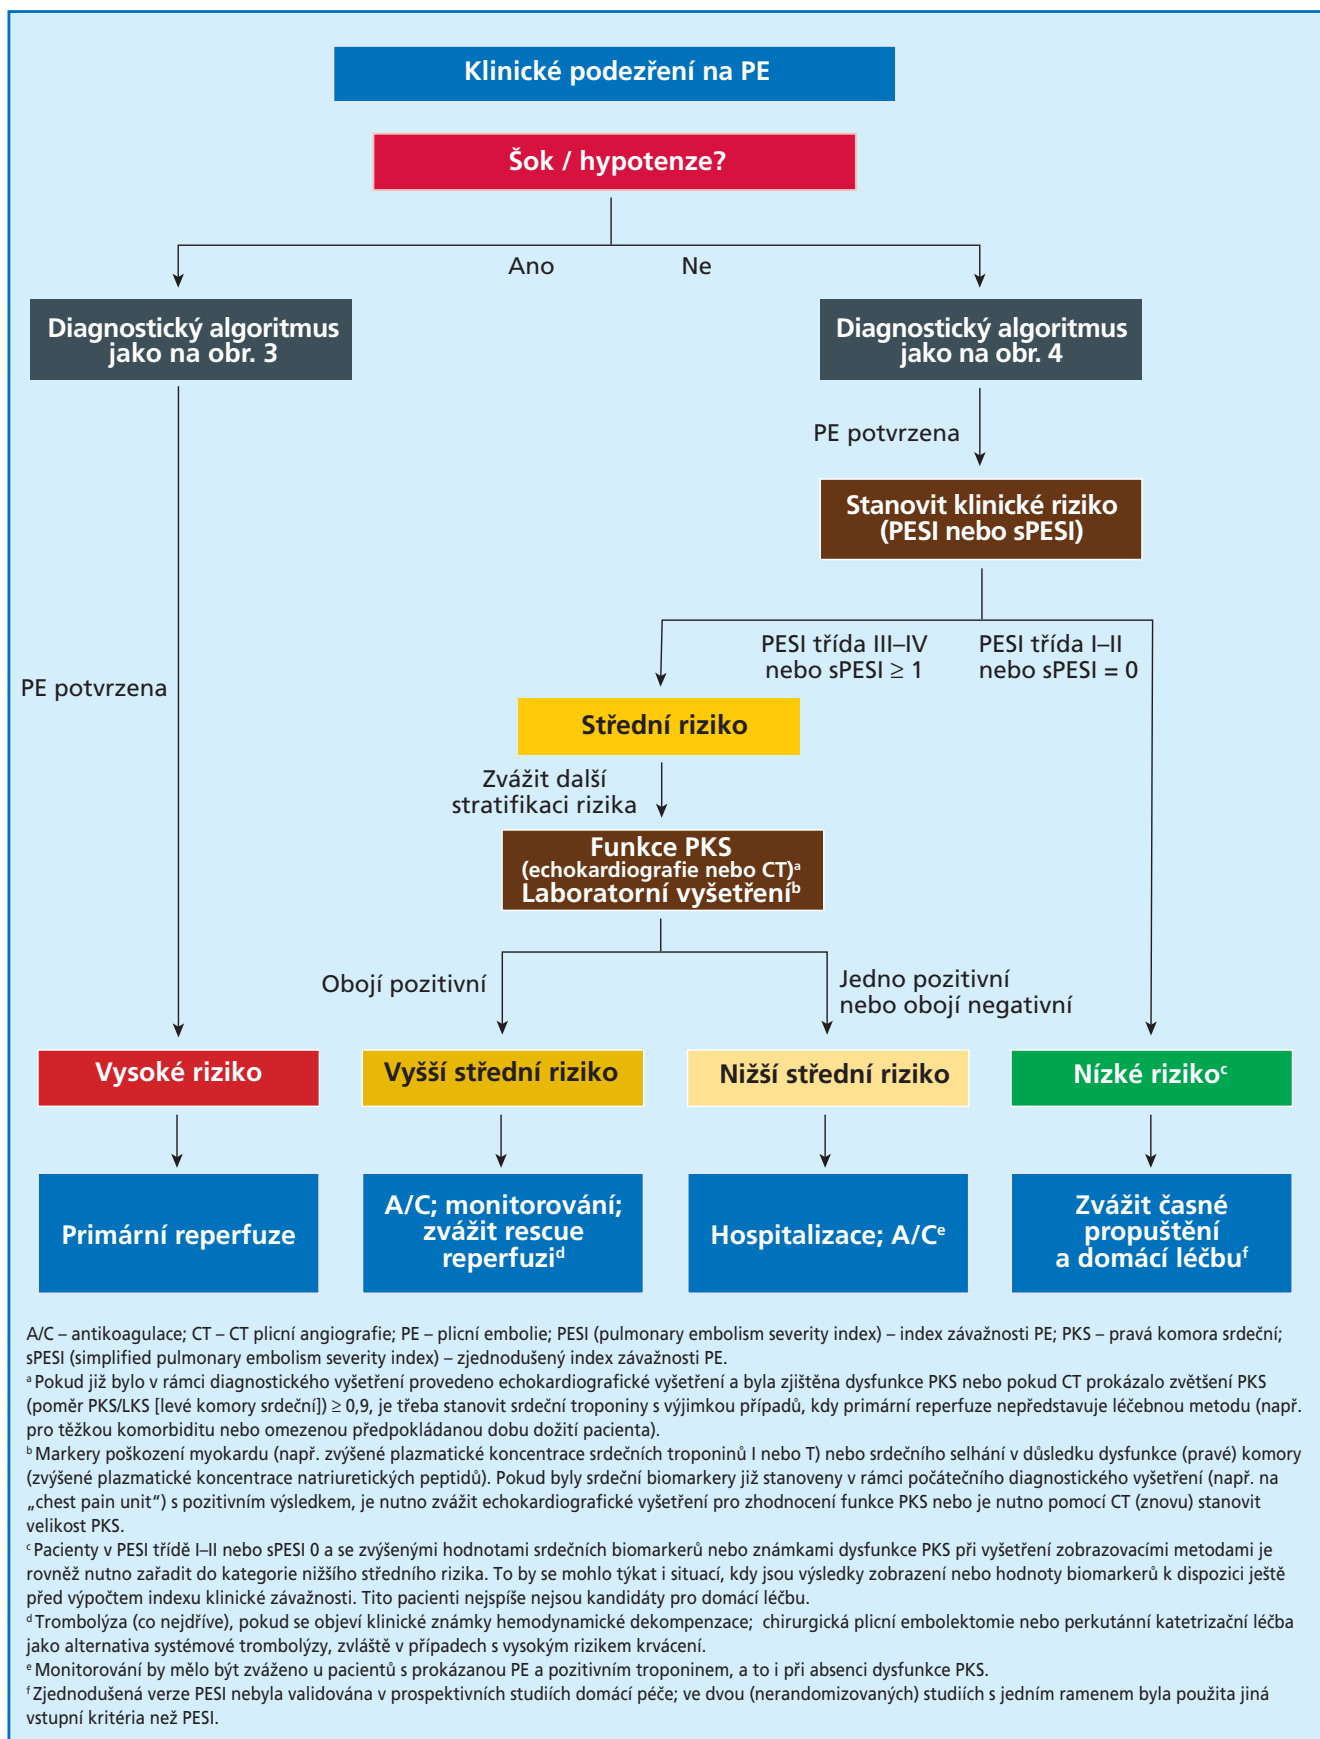 Klinické podezření na PE
Šok / hypotenze?
Ano
Ne
Diagnostický algoritmus
jako na obr. 3
Diagnostický algoritmus
jako na obr. 4
PE potvrzena
Stanovit klinické riziko
(PESI nebo sPESI)
PESI třída III–IV
nebo sPESI ≥ 1
PESI třída I–II
nebo sPESI = 0
PE potvrzena
Střední riziko
Zvážit další
stratifikaci rizika
Funkce PKS
(echokardiografie nebo CT)ᵃ
Laboratorní vyšetřeníᵇ
Obojí pozitivní
Jedno pozitivní
nebo obojí negativní
Vysoké riziko
Vyšší střední riziko
Nižší střední riziko
Nízké rizikoᶜ
Primární reperfuze
A/C; monitorování;
zvážit rescue
reperfuziᵈ
Hospitalizace; A/Cᵉ
Zvážit časné
propuštění
a domácí léčbuᶠ
A/C – antikoagulace; CT – CT plicní angiografie; PE – plicní embolie; PESI (pulmonary embolism severity index) – index závažnosti PE; PKS – pravá komora srdeční;
sPESI (simplified pulmonary embolism severity index) – zjednodušený index závažnosti PE.
ᵃ Pokud již bylo v rámci diagnostického vyšetření provedeno echokardiografické vyšetření a byla zjištěna dysfunkce PKS nebo pokud CT prokázalo zvětšení PKS
(poměr PKS/LKS [levé komory srdeční]) ≥ 0,9, je třeba stanovit srdeční troponiny s výjimkou případů, kdy primární reperfuze nepředstavuje léčebnou metodu (např.
pro těžkou komorbiditu nebo omezenou předpokládanou dobu dožití pacienta).
ᵇ Markery poškození myokardu (např. zvýšené plazmatické koncentrace srdečních troponinů I nebo T) nebo srdečního selhání v důsledku dysfunkce (pravé) komory
(zvýšené plazmatické koncentrace natriuretických peptidů). Pokud byly srdeční biomarkery již stanoveny v rámci počátečního diagnostického vyšetření (např. na
„chest pain unit“) s pozitivním výsledkem, je nutno zvážit echokardiografické vyšetření pro zhodnocení funkce PKS nebo je nutno pomocí CT (znovu) stanovit
velikost PKS.
ᶜ Pacienty v PESI třídě I–II nebo sPESI 0 a se zvýšenými hodnotami srdečních biomarkerů nebo známkami dysfunkce PKS při vyšetření zobrazovacími metodami je
rovněž nutno zařadit do kategorie nižšího středního rizika. To by se mohlo týkat i situací, kdy jsou výsledky zobrazení nebo hodnoty biomarkerů k dispozici ještě
před výpočtem indexu klinické závažnosti. Tito pacienti nejspíše nejsou kandidáty pro domácí léčbu.
ᵈ Trombolýza (co nejdříve), pokud se objeví klinické známky hemodynamické dekompenzace; chirurgická plicní embolektomie nebo perkutánní katetrizační léčba
jako alternativa systémové trombolýzy, zvláště v případech s vysokým rizikem krvácení.
ᵉ Monitorování by mělo být zváženo u pacientů s prokázanou PE a pozitivním troponinem, a to i při absenci dysfunkce PKS.
ᶠ Zjednodušená verze PESI nebyla validována v prospektivních studiích domácí péče; ve dvou (nerandomizovaných) studiích s jedním ramenem byla použita jiná
vstupní kritéria než PESI.